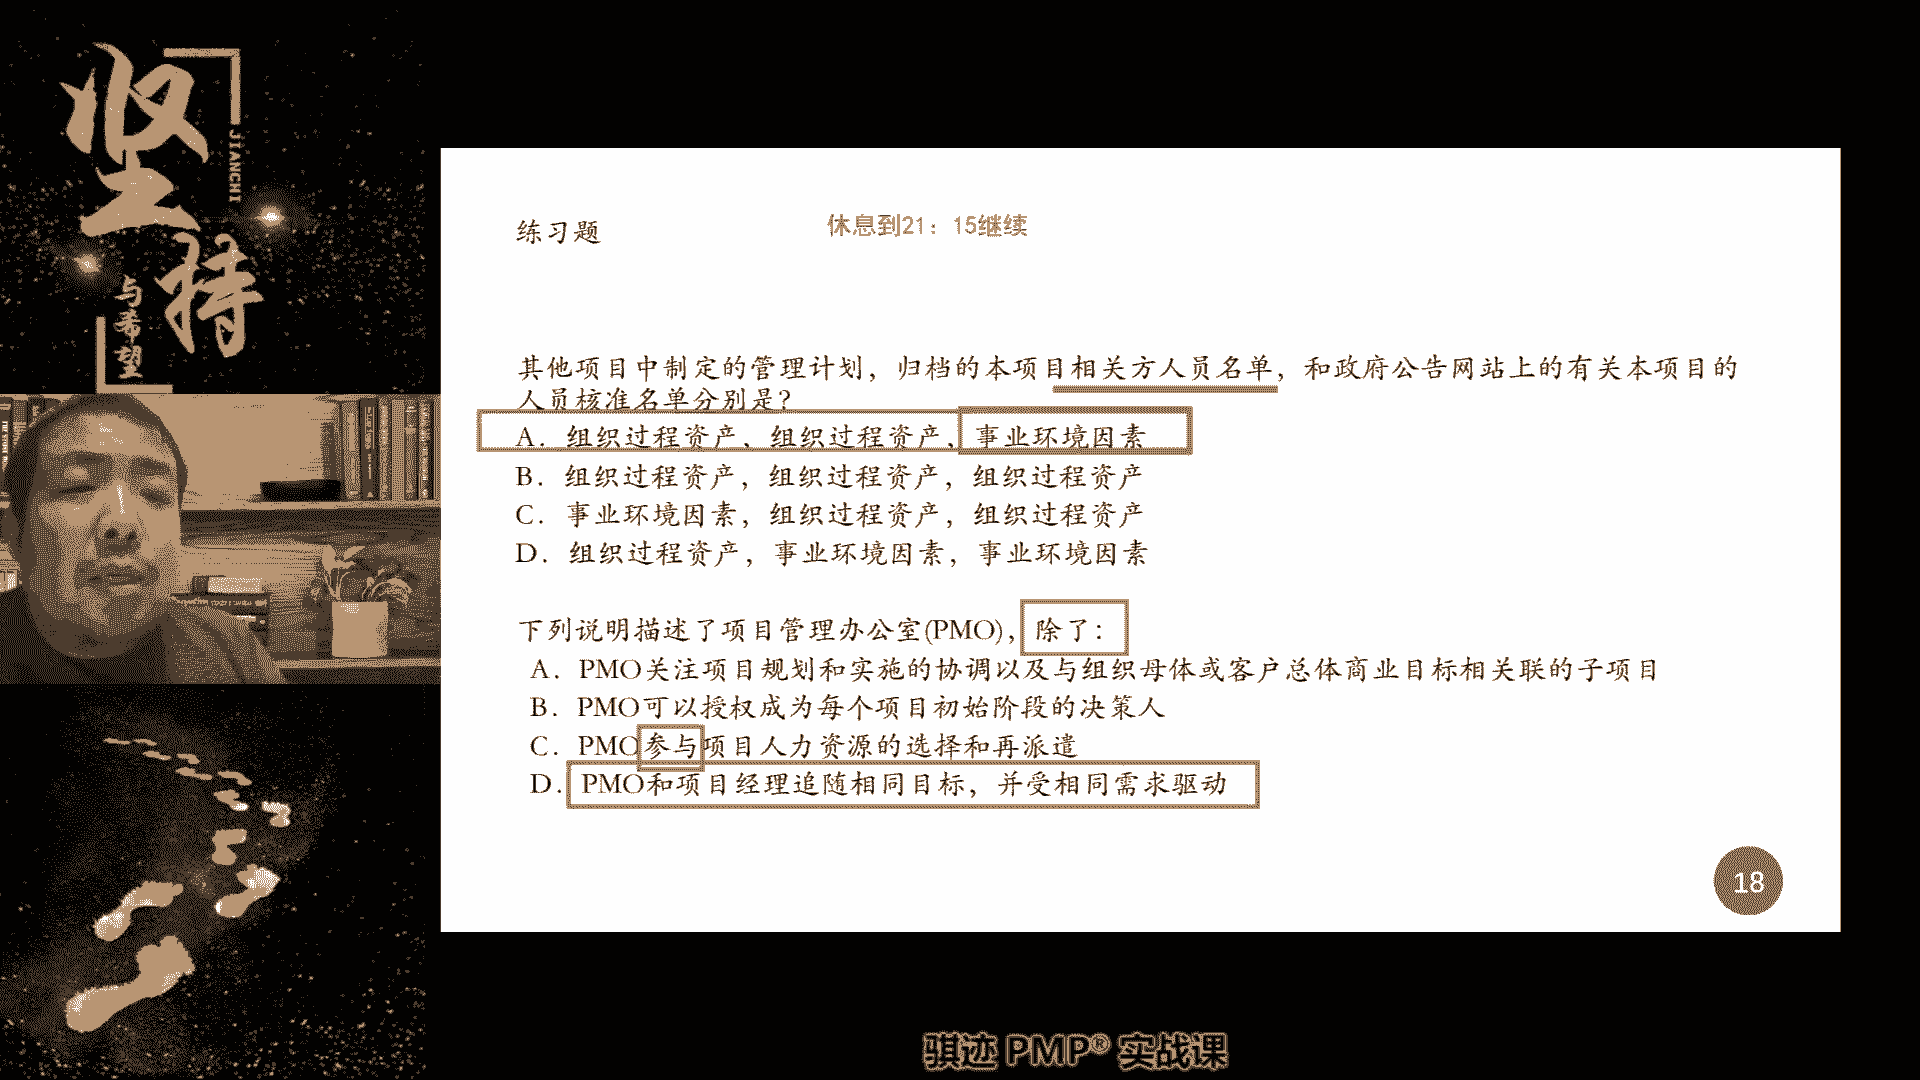 坚持
JIANCHI
与希望
练习题
休息到21：15继续
其他项目中制定的管理计划，归档的本项目相关方人员名单，和政府公告网站上的有关本项目的
人员核准名单分别是？
A. 组织过程资产，组织过程资产，事业环境因素
B. 组织过程资产，组织过程资产，组织过程资产
C. 事业环境因素，组织过程资产，组织过程资产
D. 组织过程资产，事业环境因素，事业环境因素
下列说明描述了项目管理办公室(PMO)，除了：
A. PMO关注项目规划和实施的协调以及与组织母体或客户总体商业目标相关联的子项目
B. PMO可以授权成为每个项目初始阶段的决策人
C. PMO参与项目人力资源的选择和再派遣
D. PMO和项目经理追随相同目标，并受相同需求驱动
18
骐迹 PMP® 实战课